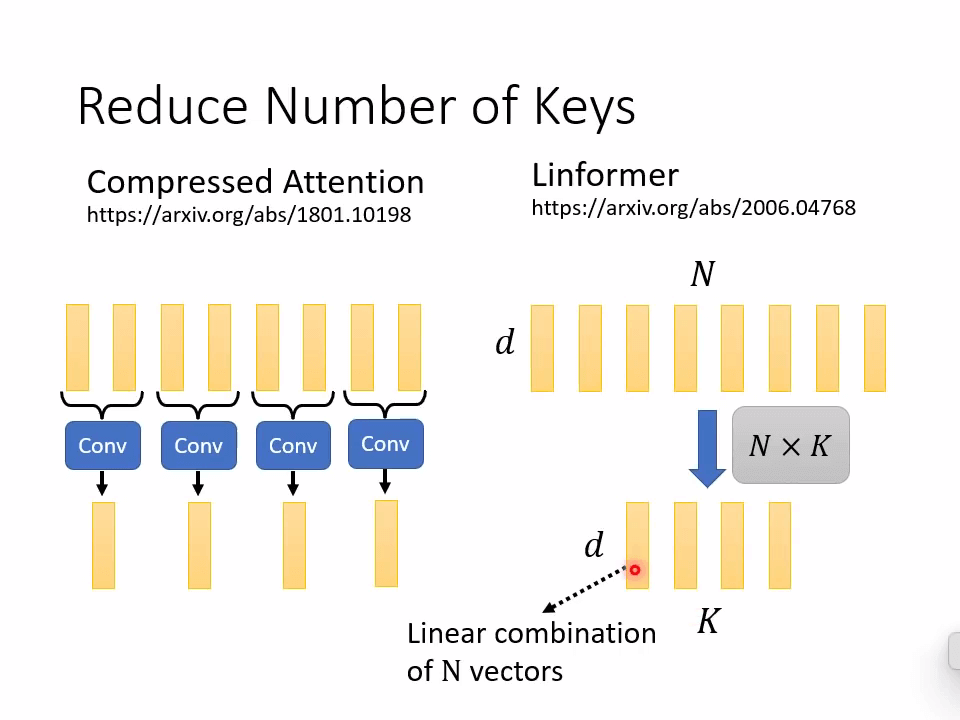 Reduce Number of Keys
Compressed Attention
https://arxiv.org/abs/1801.10198
Linformer
https://arxiv.org/abs/2006.04768
N
d
Conv Conv Conv Conv
N × K
d
K
Linear combination
of N vectors